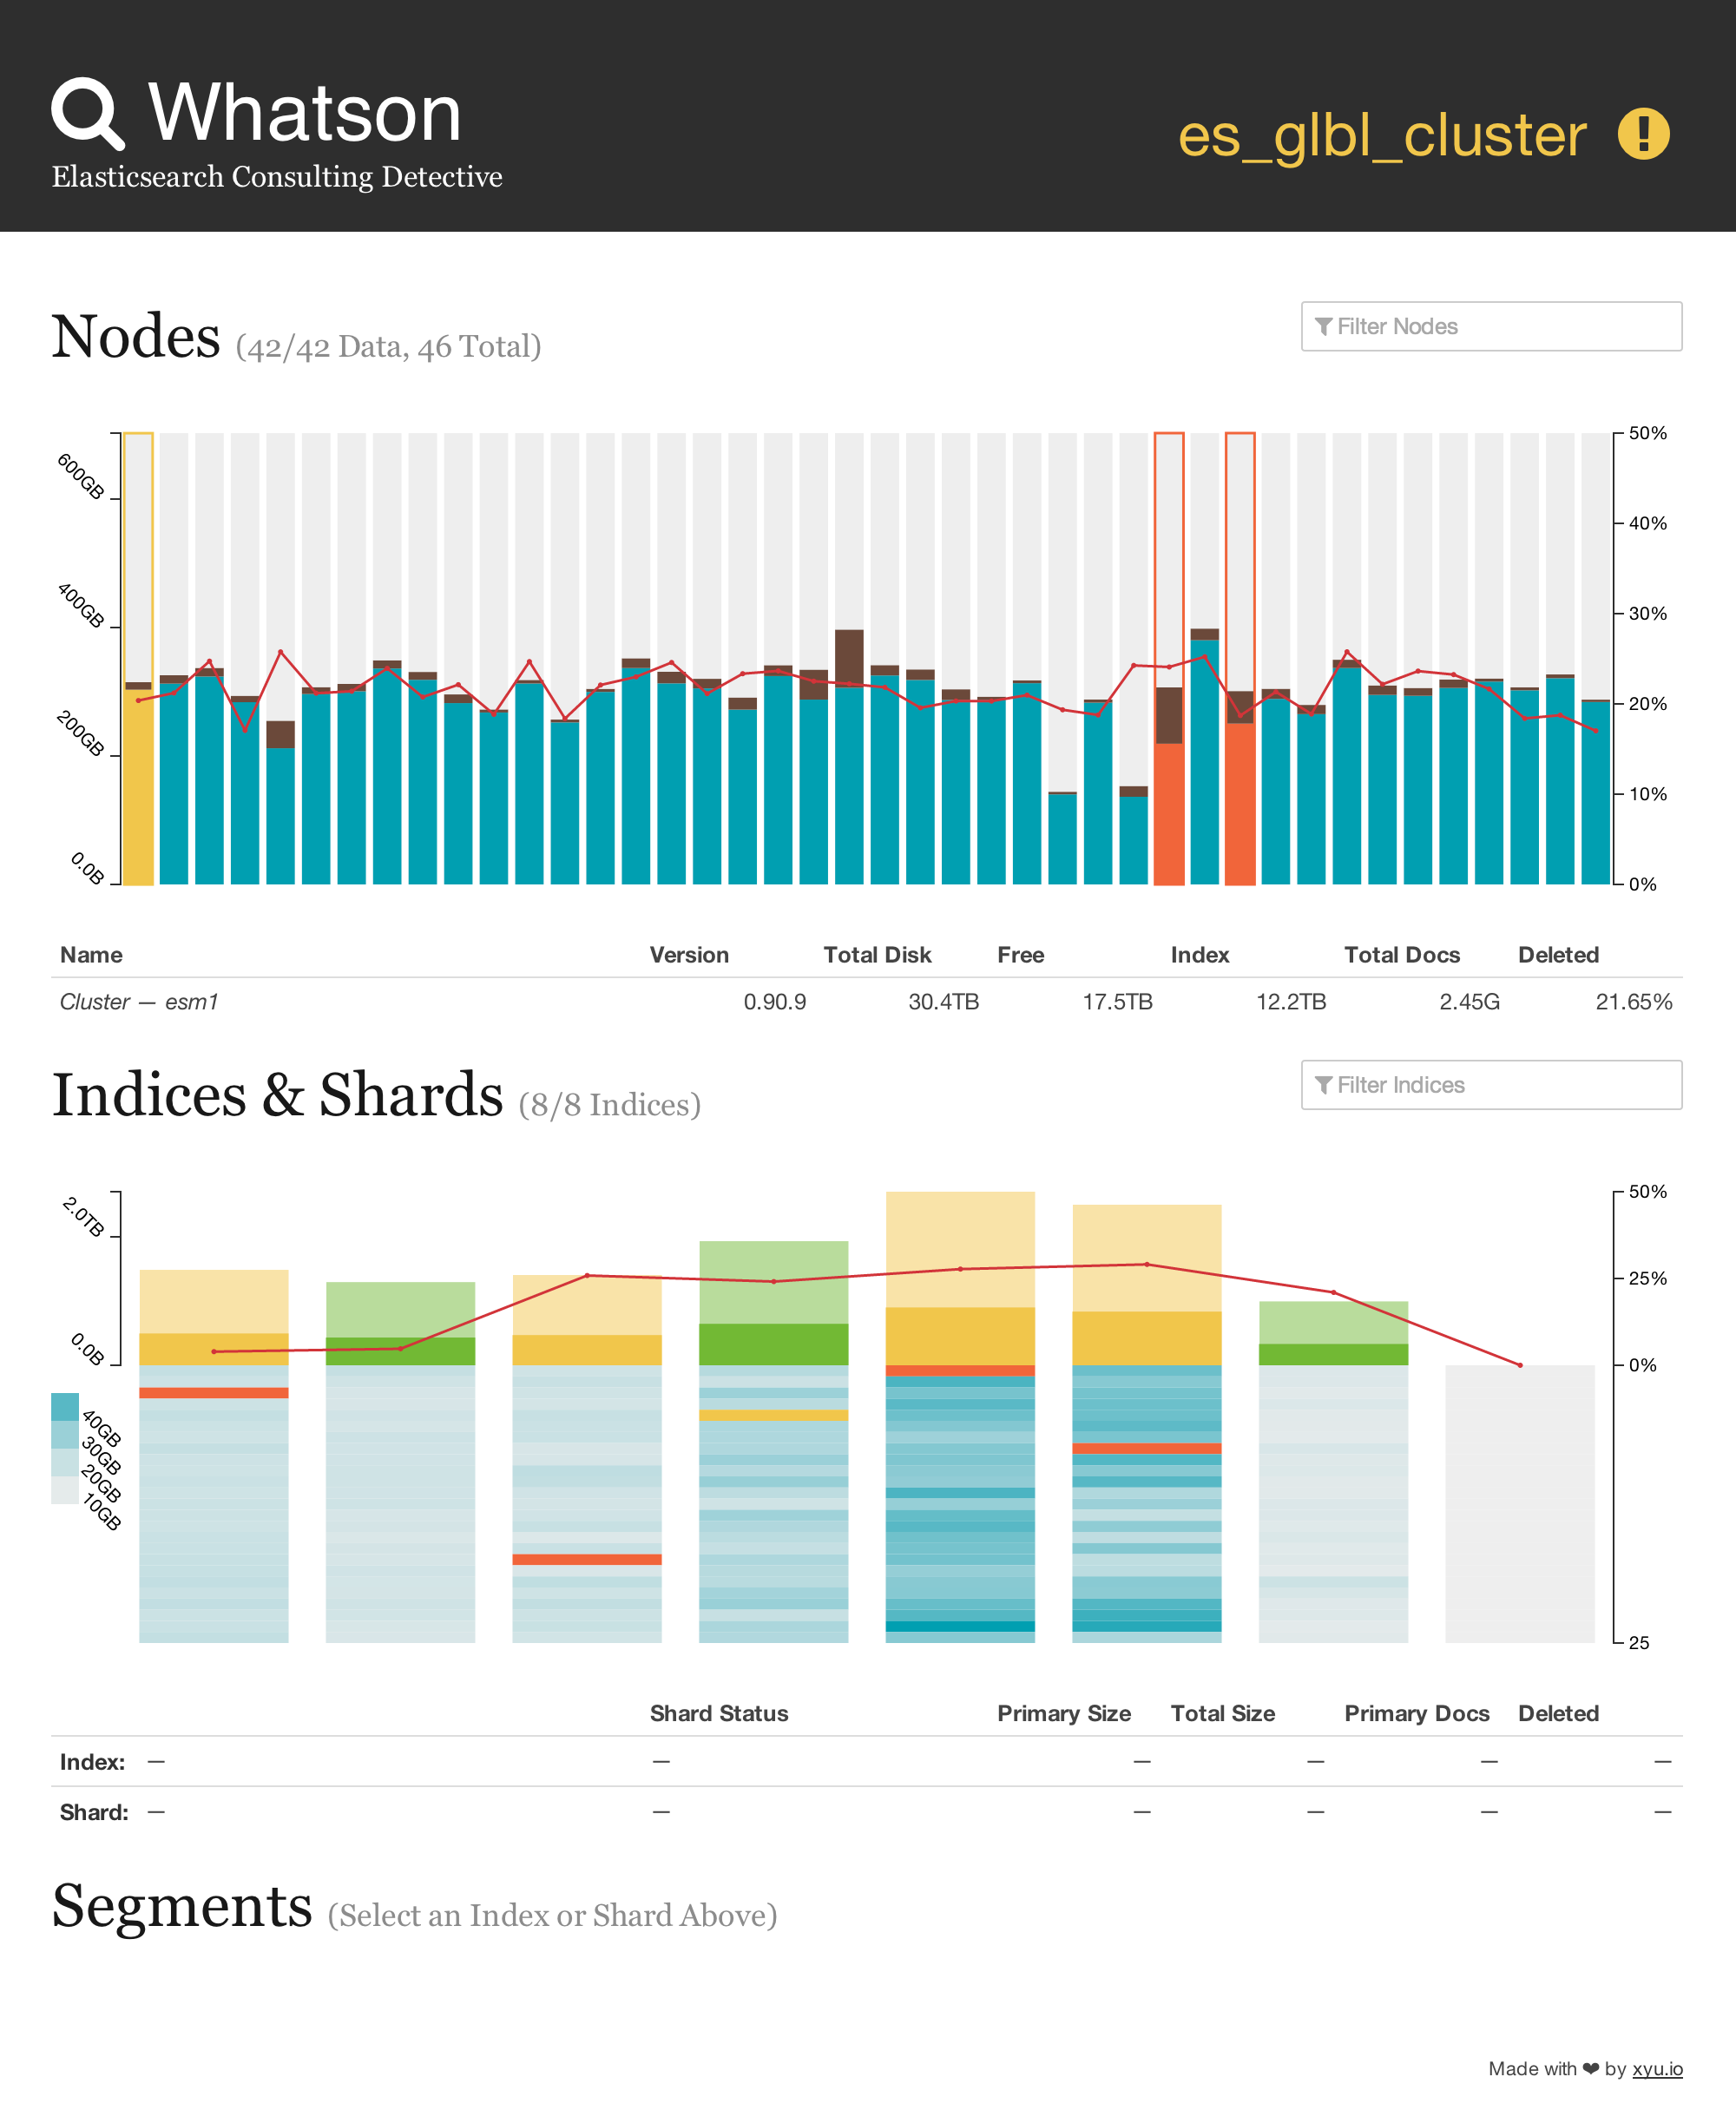 Whatson
Elasticsearch Consulting Detective
es_glbl_cluster
Nodes (42/42 Data, 46 Total)
Filter Nodes
600GB
400GB
200GB
0.0B
50%
40%
30%
20%
10%
0%
Name Version Total Disk Free Index Total Docs Deleted
Cluster — esm1 0.90.9 30.4TB 17.5TB 12.2TB 2.45G 21.65%
Indices & Shards (8/8 Indices)
Filter Indices
2.0TB
0.0B
50%
25%
0%
40GB
30GB
20GB
10GB
25
Shard Status Primary Size Total Size Primary Docs Deleted
Index: — — — — — —
Shard: — — — — — —
Segments (Select an Index or Shard Above)
Made with ❤ by xyu.io